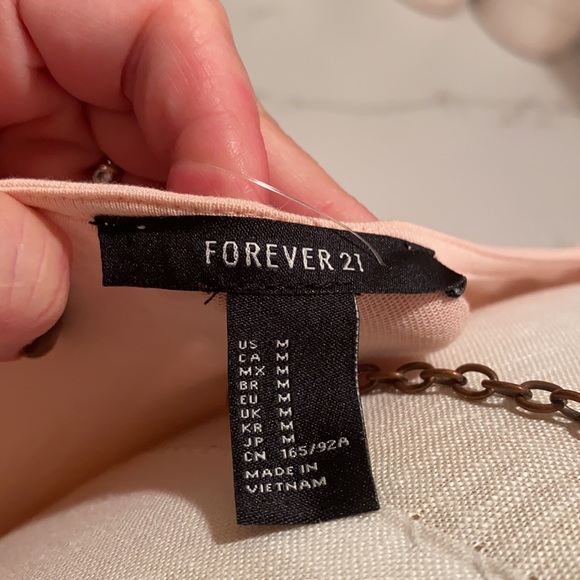 FOREVER 21
US M
CA M
MX M
BR M
EU M
UK M
KR M
JP M
CN 165/92A
MADE IN
VIETNAM